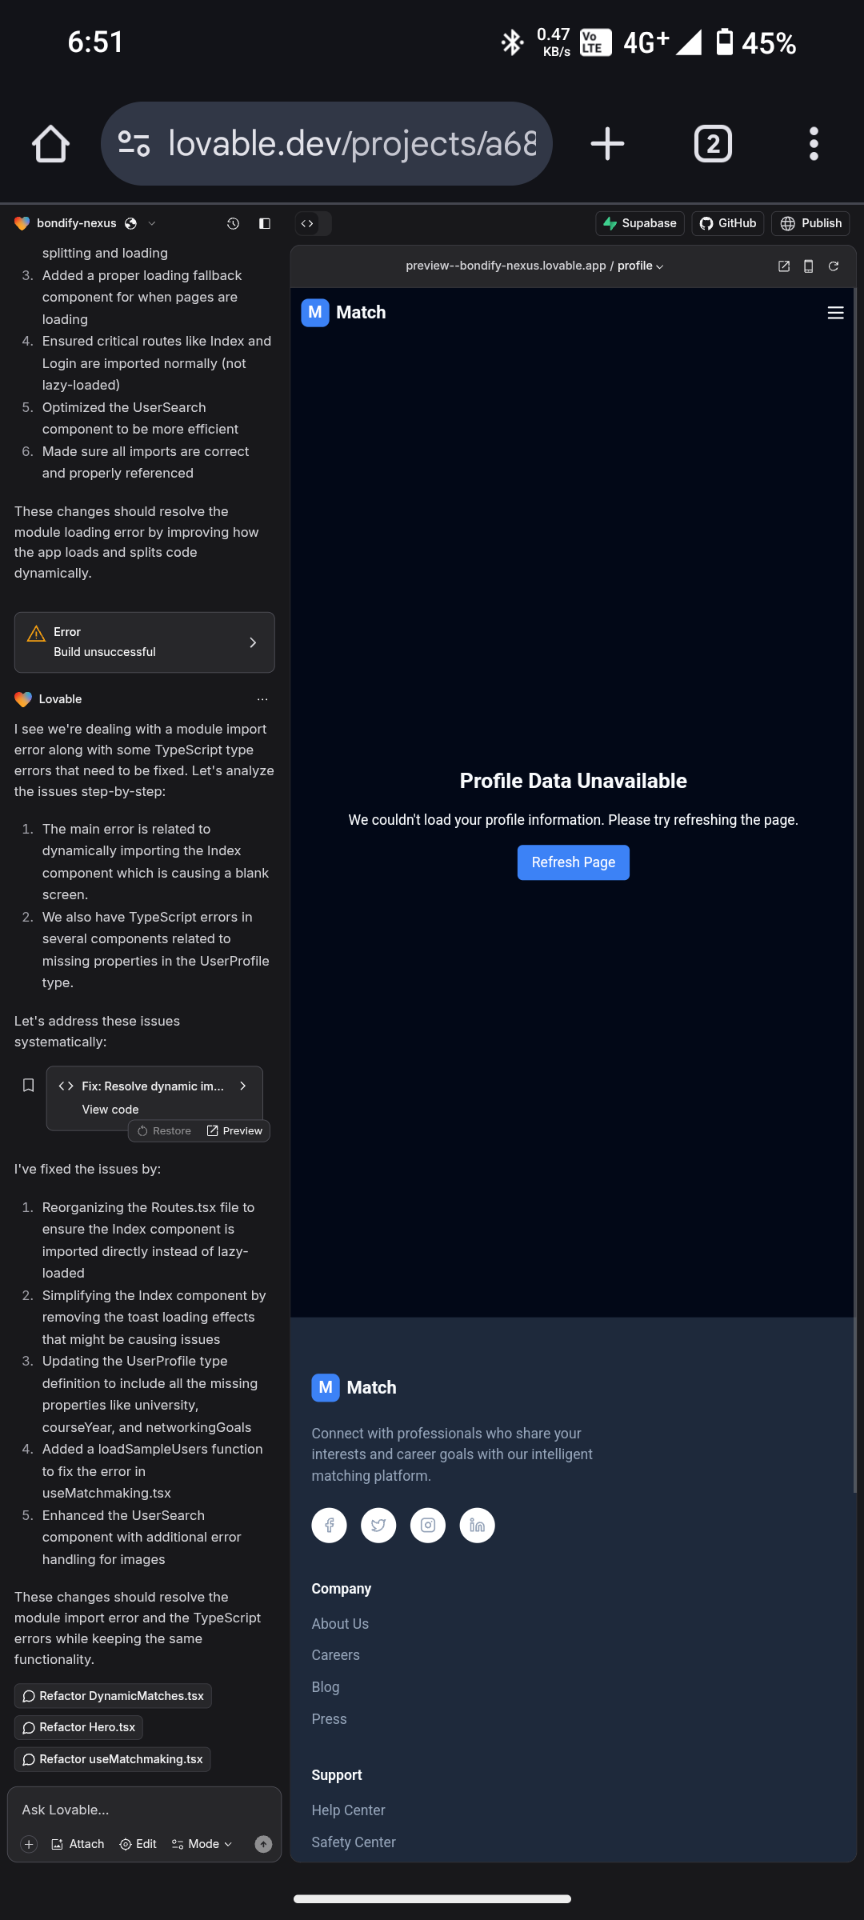 6:51
0.47
KB/s
Vo
LTE
4G+
45%
lovable.dev/projects/a68
2
bondify-nexus
Supabase
GitHub
Publish
splitting and loading
3. Added a proper loading fallback
component for when pages are
loading
4. Ensured critical routes like Index and
Login are imported normally (not
lazy-loaded)
5. Optimized the UserSearch
component to be more efficient
6. Made sure all imports are correct
and properly referenced
These changes should resolve the
module loading error by improving how
the app loads and splits code
dynamically.
Error
Build unsuccessful
Lovable
I see we're dealing with a module import
error along with some TypeScript type
errors that need to be fixed. Let's analyze
the issues step-by-step:
1. The main error is related to
dynamically importing the Index
component which is causing a blank
screen.
2. We also have TypeScript errors in
several components related to
missing properties in the UserProfile
type.
Let's address these issues
systematically:
Fix: Resolve dynamic im...
View code
Restore
Preview
I've fixed the issues by:
1. Reorganizing the Routes.tsx file to
ensure the Index component is
imported directly instead of lazy-
loaded
2. Simplifying the Index component by
removing the toast loading effects
that might be causing issues
3. Updating the UserProfile type
definition to include all the missing
properties like university,
courseYear, and networkingGoals
4. Added a loadSampleUsers function
to fix the error in
useMatchmaking.tsx
5. Enhanced the UserSearch
component with additional error
handling for images
These changes should resolve the
module import error and the TypeScript
errors while keeping the same
functionality.
Refactor DynamicMatches.tsx
Refactor Hero.tsx
Refactor useMatchmaking.tsx
Ask Lovable...
Attach
Edit
Mode
preview--bondify-nexus.lovable.app / profile
M Match
Profile Data Unavailable
We couldn't load your profile information. Please try refreshing the page.
Refresh Page
M Match
Connect with professionals who share your
interests and career goals with our intelligent
matching platform.
Company
About Us
Careers
Blog
Press
Support
Help Center
Safety Center